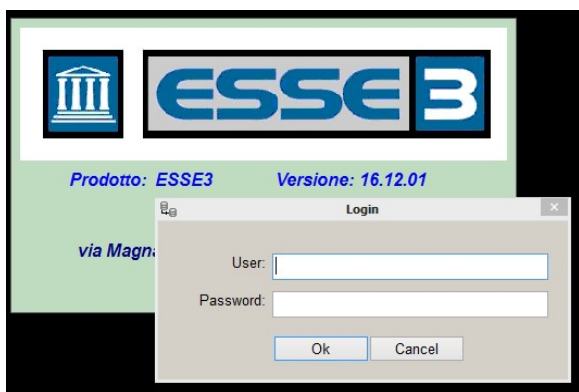 ESSE3
Prodotto: ESSE3 Versione: 16.12.01
via Magna
Login
User:
Password:
Ok Cancel